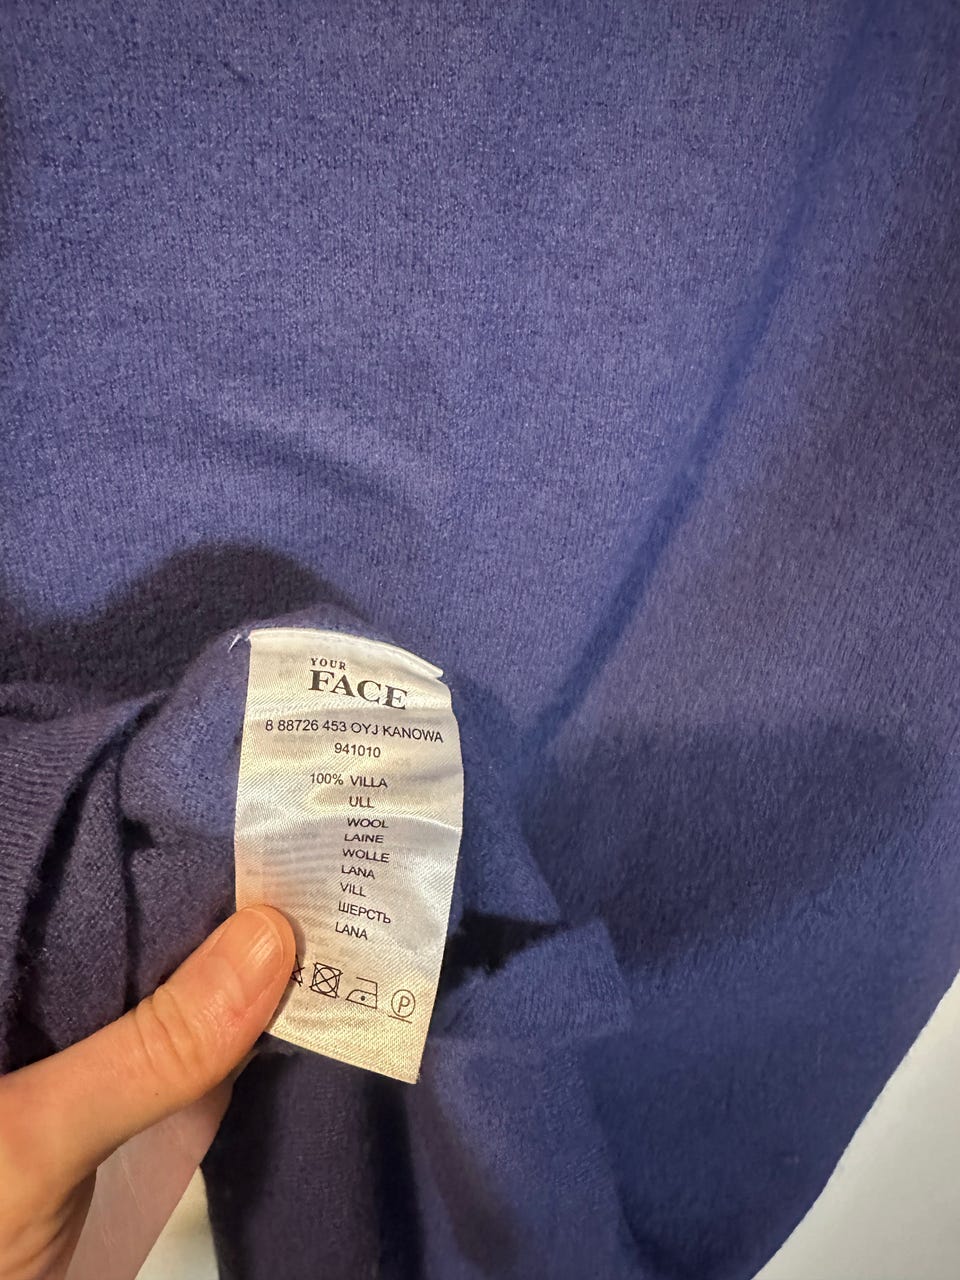 YOUR
FACE
8 88726 453 OYJ KANOWA
941010
100% VILLA
ULL
WOOL
LAINE
WOLLE
LANA
VILL
ШЕРСТЬ
LANA
P